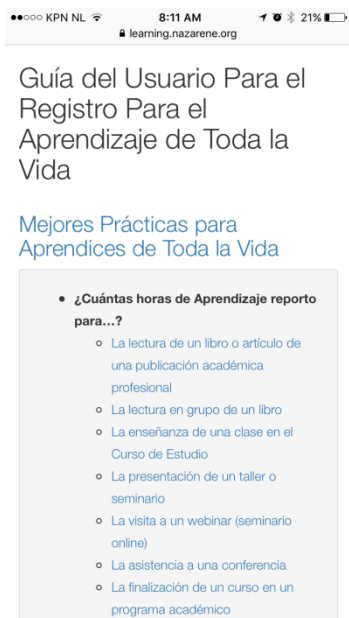 KPN NL 8:11 AM 21%
learning.nazarene.org
Guía del Usuario Para el
Registro Para el
Aprendizaje de Toda la
Vida
Mejores Prácticas para
Aprendices de Toda la Vida
¿Cuántas horas de Aprendizaje reporto
para...?
La lectura de un libro o artículo de
una publicación académica
profesional
La lectura en grupo de un libro
La enseñanza de una clase en el
Curso de Estudio
La presentación de un taller o
seminario
La visita a un webinar (seminario
online)
La asistencia a una conferencia
La finalización de un curso en un
programa académico